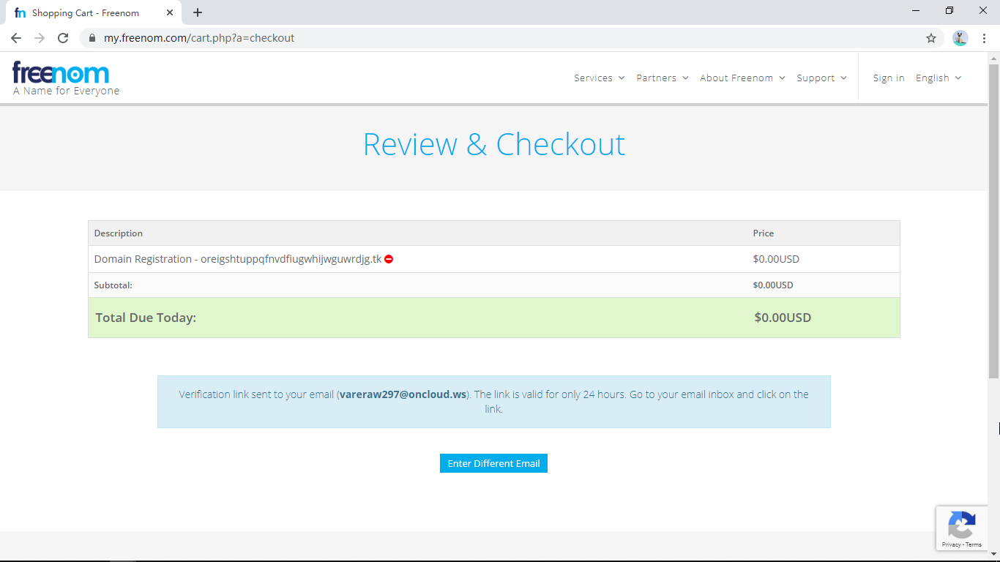 fn Shopping Cart - Freenom
my.freenom.com/cart.php?a=checkout
freenom
A Name for Everyone
Services Partners About Freenom Support Sign in English
Review & Checkout
Description Price
Domain Registration - oreigshtuppqfnvdfiugwhijwguwrdjg.tk $0.00USD
Subtotal: $0.00USD
Total Due Today: $0.00USD
Verification link sent to your email (vareraw297@oncloud.ws). The link is valid for only 24 hours. Go to your email inbox and click on the
link.
Enter Different Email
Privacy - Terms